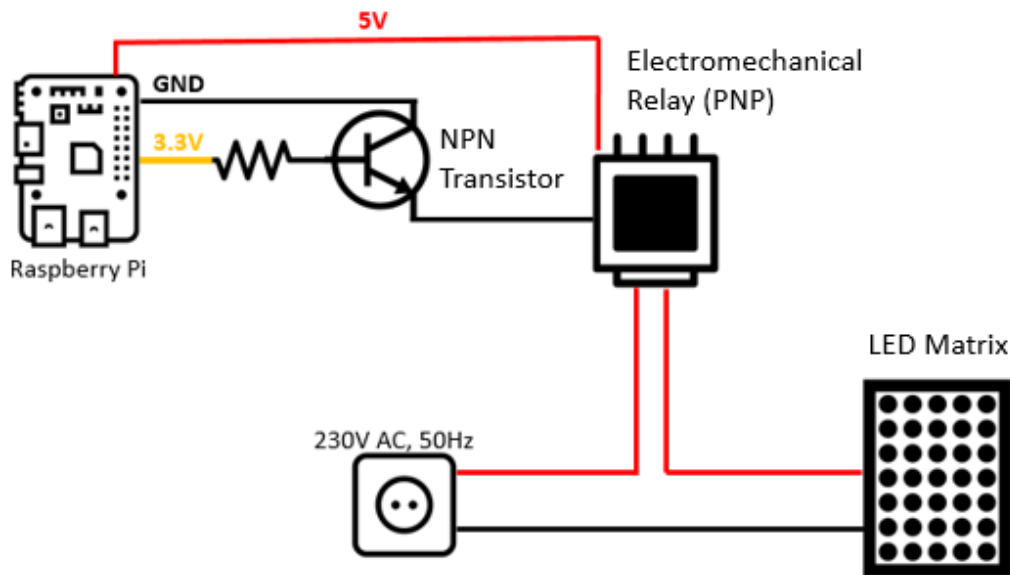 5V
Electromechanical
Relay (PNP)
GND
3.3V
NPN
Transistor
Raspberry Pi
LED Matrix
230V AC, 50Hz